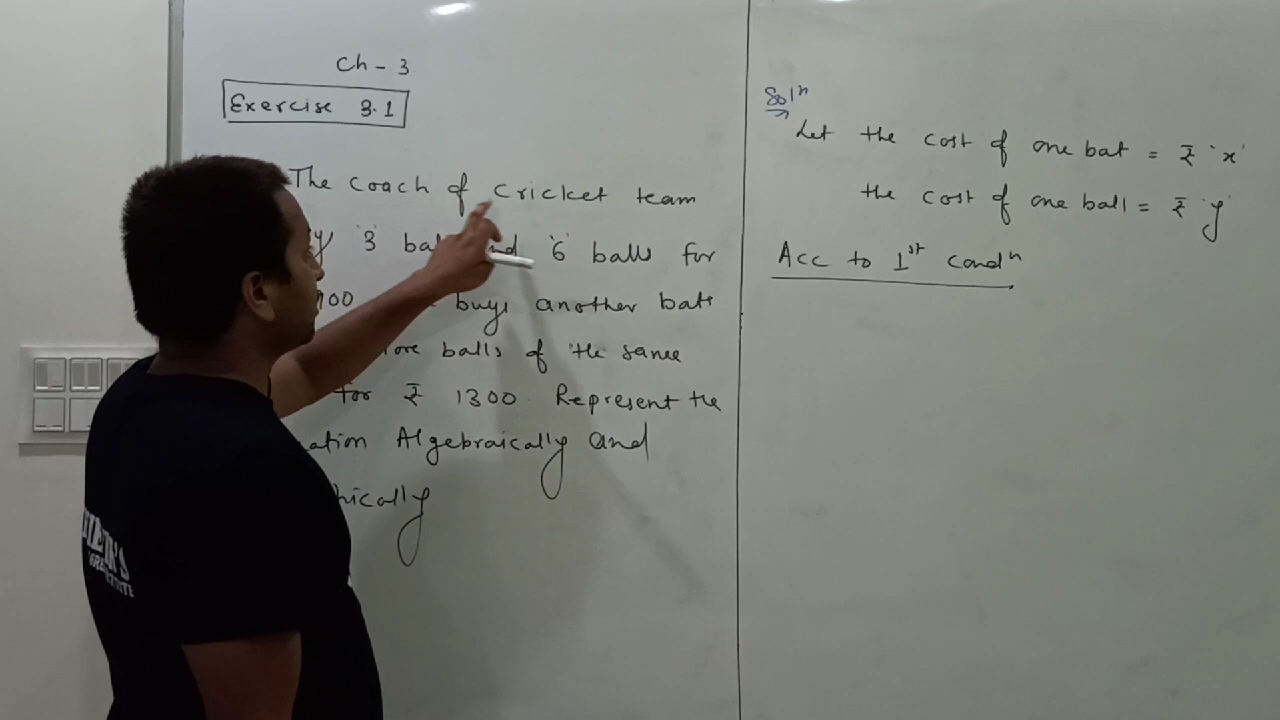 Ch - 3
Exercise 3.1
The coach of cricket team
'3' and '6' balls for
buys another bat
balls of the same
for ₹ 1300 Represent the
Algebraically and
Solⁿ
Let the cost of one bat = ₹ 'x'
the cost of one ball = ₹ 'y'
Acc to 1ˢᵗ condⁿ